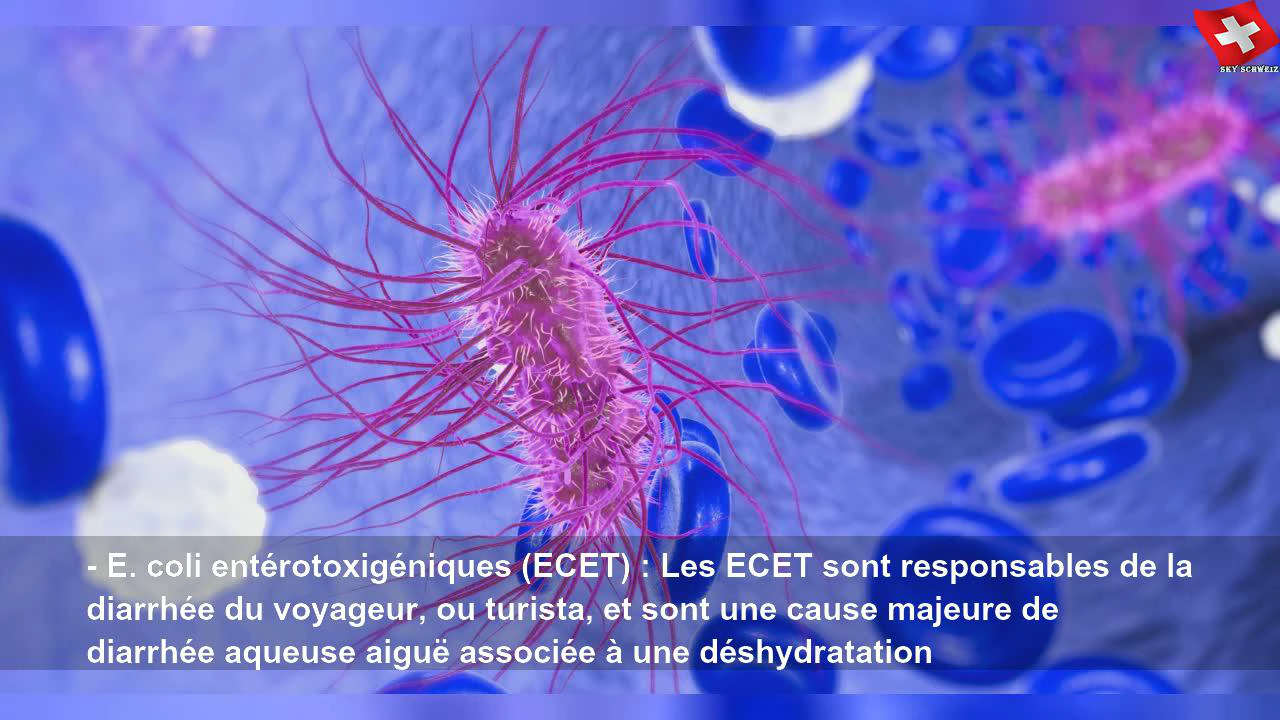 SKY SCHWEIZ
- E. coli entérotoxigéniques (ECET) : Les ECET sont responsables de la
diarrhée du voyageur, ou turista, et sont une cause majeure de
diarrhée aqueuse aiguë associée à une déshydratation